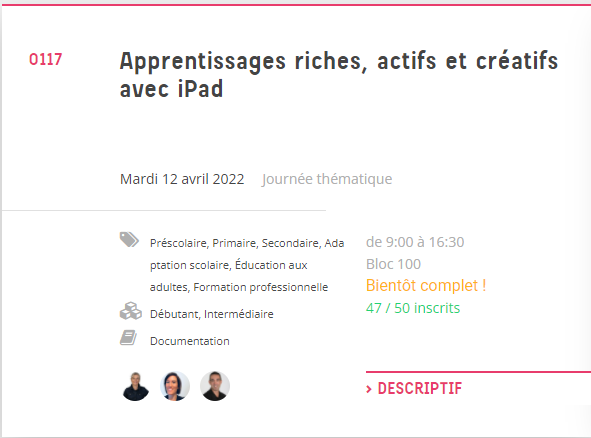 0117
Apprentissages riches, actifs et créatifs
avec iPad
Mardi 12 avril 2022 Journée thématique
Préscolaire, Primaire, Secondaire, Ada
ptation scolaire, Éducation aux
adultes, Formation professionnelle
Débutant, Intermédiaire
Documentation
de 9:00 à 16:30
Bloc 100
Bientôt complet !
47 / 50 inscrits
> DESCRIPTIF